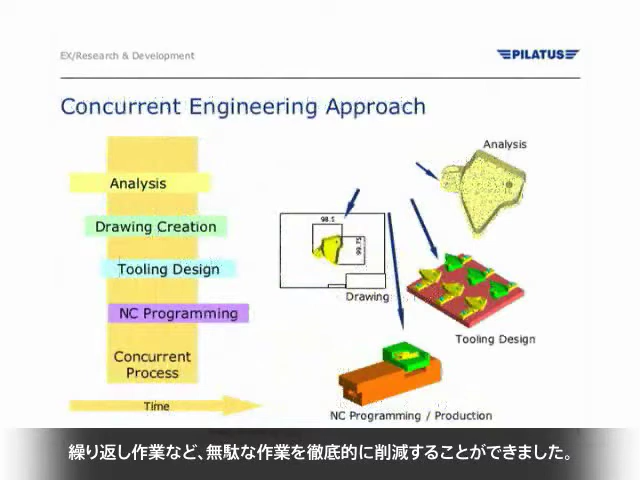 EX/Research & Development
PILATUS
Concurrent Engineering Approach
Analysis
Drawing Creation
Tooling Design
NC Programming
Concurrent
Process
Time
Analysis
98.5
99.75
Drawing
Tooling Design
NC Programming / Production
繰り返し作業など、無駄な作業を徹底的に削減することができました。